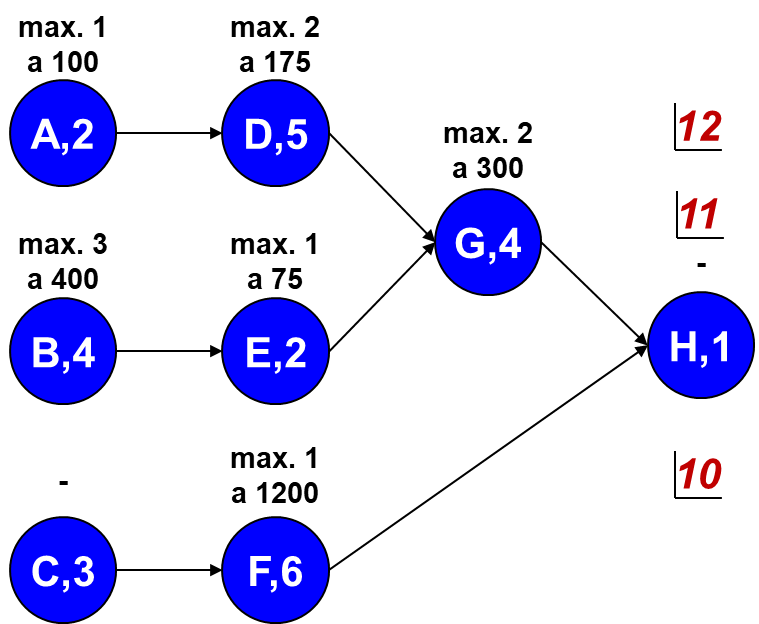 max. 1
a 100
A,2
max. 2
a 175
D,5
max. 2
a 300
G,4
12
11
-
H,1
max. 3
a 400
B,4
max. 1
a 75
E,2
-
C,3
max. 1
a 1200
F,6
10